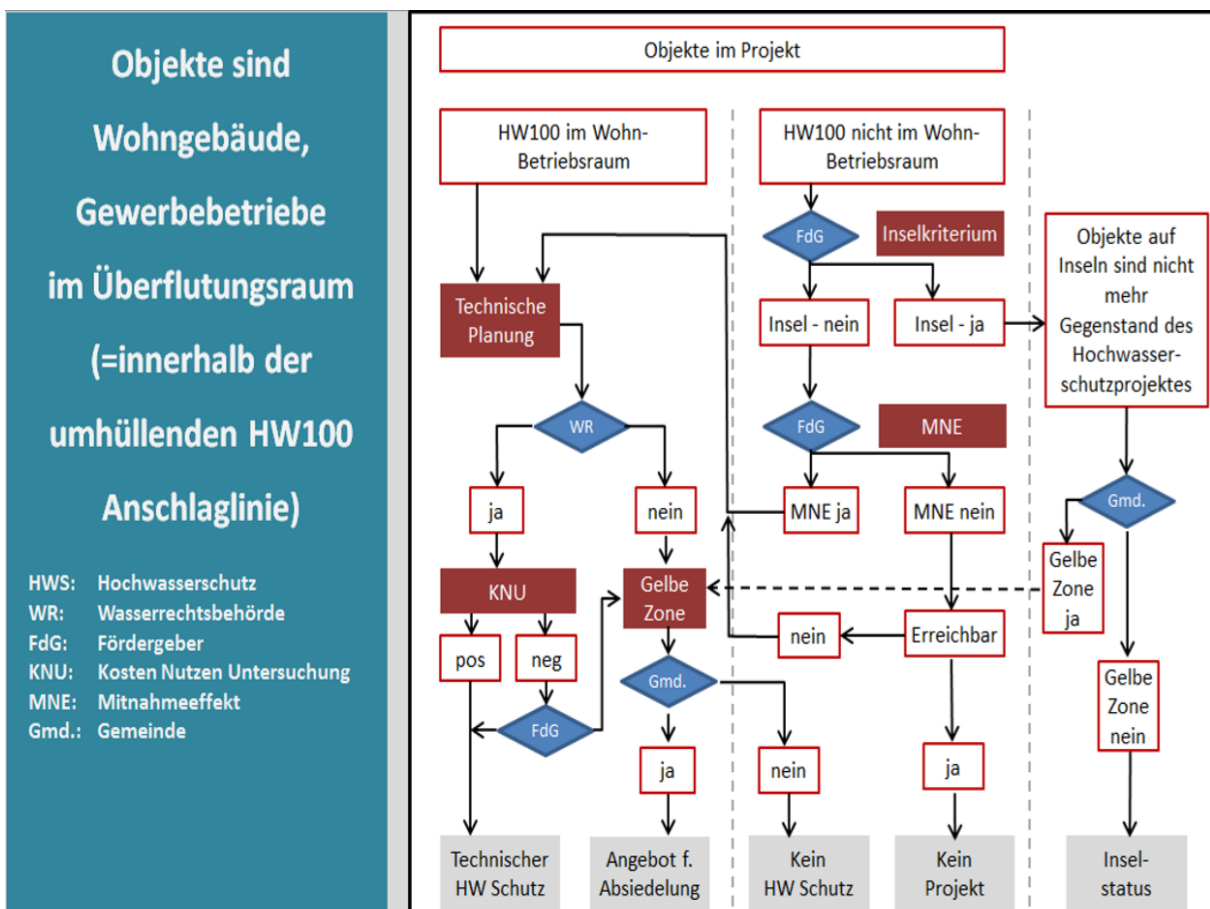 Objekte sind
Wohngebäude,
Gewerbebetriebe
im Überflutungsraum
(=innerhalb der
umhüllenden HW100
Anschlaglinie)
HWS: Hochwasserschutz
WR: Wasserrechtsbehörde
FdG: Fördergeber
KNU: Kosten Nutzen Untersuchung
MNE: Mitnahmeeffekt
Gmd.: Gemeinde
Objekte im Projekt
HW100 im Wohn-
Betriebsraum
HW100 nicht im Wohn-
Betriebsraum
FdG
Inselkriterium
Objekte auf
Inseln sind nicht
mehr
Gegenstand des
Hochwasser-
schutzprojektes
Technische
Planung
Insel - nein
Insel - ja
WR
FdG
MNE
ja
nein
MNE ja
MNE nein
Gmd.
KNU
Gelbe
Zone
Gelbe
Zone
ja
pos
neg
nein
Erreichbar
Gmd.
Gelbe
Zone
nein
FdG
ja
nein
ja
Technischer
HW Schutz
Angebot f.
Absiedelung
Kein
HW Schutz
Kein
Projekt
Insel-
status